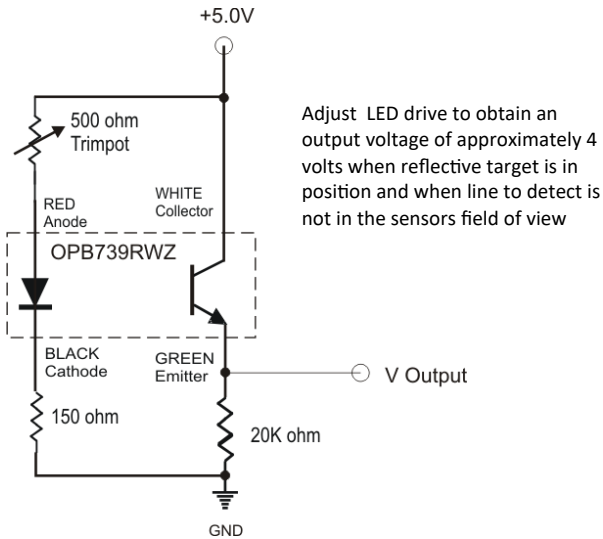 +5.0V
500 ohm
Trimpot
Adjust LED drive to obtain an
output voltage of approximately 4
volts when reflective target is in
position and when line to detect is
not in the sensors field of view
RED
Anode
WHITE
Collector
OPB739RWZ
BLACK
Cathode
GREEN
Emitter
V Output
150 ohm
20K ohm
GND